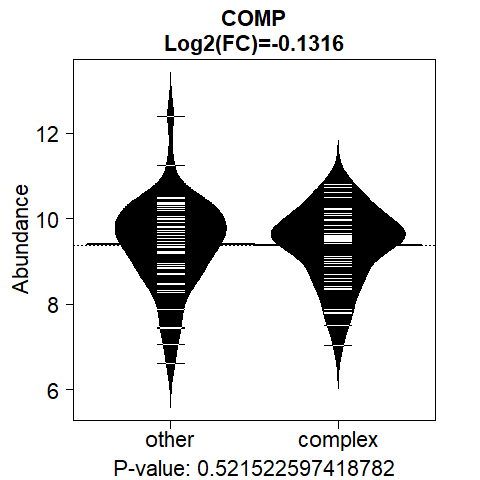 COMP
Log2(FC)=-0.1316
Abundance
12
10
8
6
other complex
P-value: 0.521522597418782